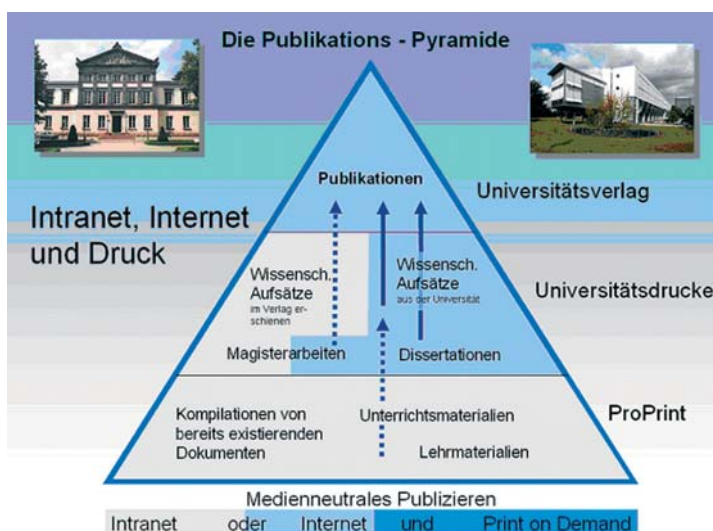 Die Publikations - Pyramide
Publikationen
Universitätsverlag
Intranet, Internet
und Druck
Wissensch.
Aufsätze
im Verlag er-
schienen
Wissensch.
Aufsätze
aus der Universität
Universitätsdrucke
Magisterarbeiten
Dissertationen
Kompilationen von
bereits existierenden
Dokumenten
Unterrichtsmaterialien
Lehrmaterialien
ProPrint
Medienneutrales Publizieren
Intranet oder Internet und Print on Demand